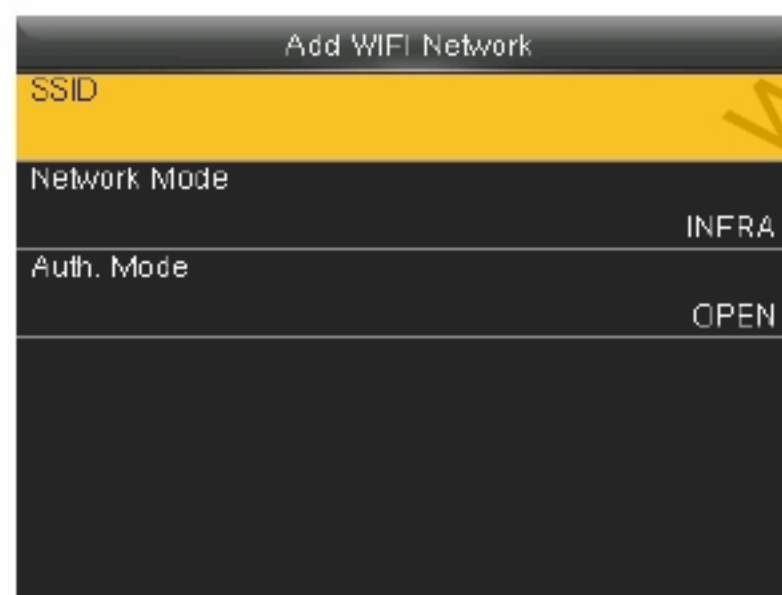 Add WIFI Network
SSID
Network Mode
INFRA
Auth. Mode
OPEN